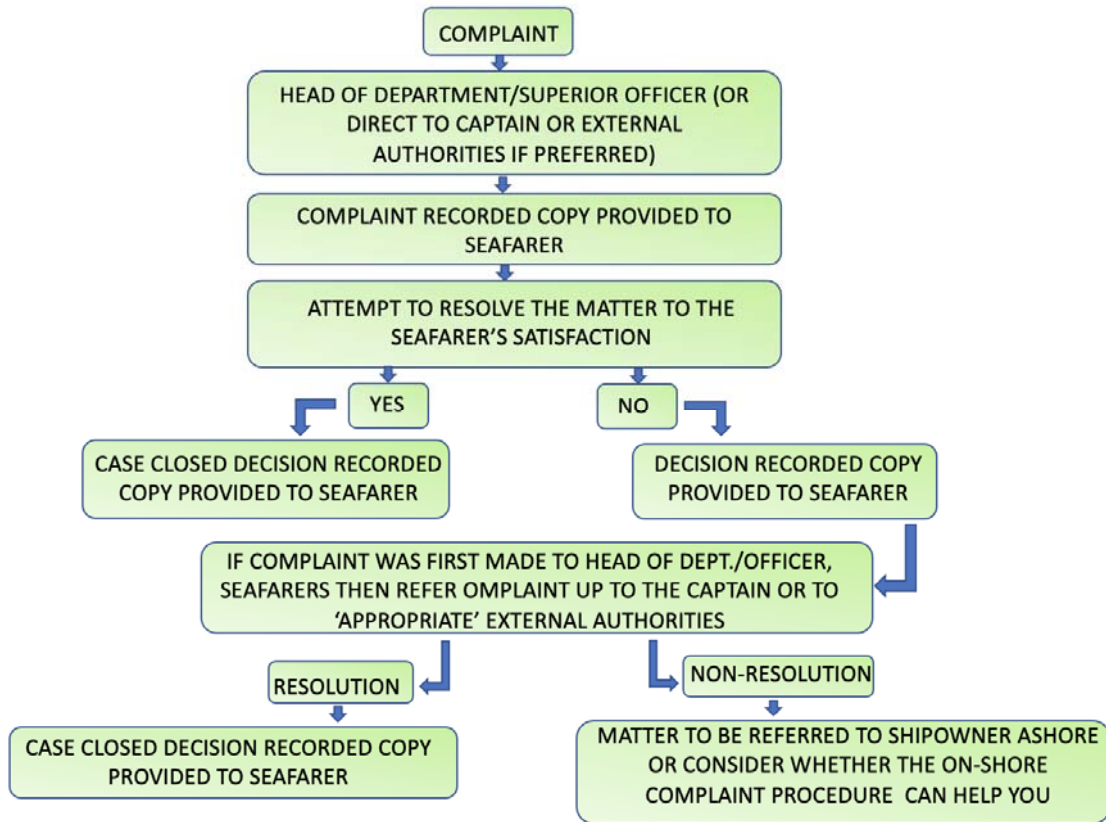 COMPLAINT
HEAD OF DEPARTMENT/SUPERIOR OFFICER (OR
DIRECT TO CAPTAIN OR EXTERNAL
AUTHORITIES IF PREFERRED)
COMPLAINT RECORDED COPY PROVIDED TO
SEAFARER
ATTEMPT TO RESOLVE THE MATTER TO THE
SEAFARER'S SATISFACTION
YES
NO
CASE CLOSED DECISION RECORDED
COPY PROVIDED TO SEAFARER
DECISION RECORDED COPY
PROVIDED TO SEAFARER
IF COMPLAINT WAS FIRST MADE TO HEAD OF DEPT./OFFICER,
SEAFARERS THEN REFER OMPLAINT UP TO THE CAPTAIN OR TO
‘APPROPRIATE’ EXTERNAL AUTHORITIES
RESOLUTION
NON-RESOLUTION
CASE CLOSED DECISION RECORDED COPY
PROVIDED TO SEAFARER
MATTER TO BE REFERRED TO SHIPOWNER ASHORE
OR CONSIDER WHETHER THE ON-SHORE
COMPLAINT PROCEDURE CAN HELP YOU